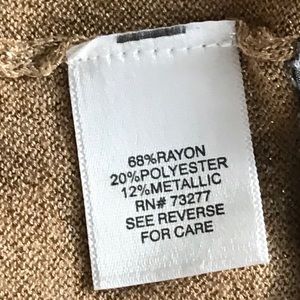 68%RAYON
20%POLYESTER
12%METALLIC
RN# 73277
SEE REVERSE
FOR CARE